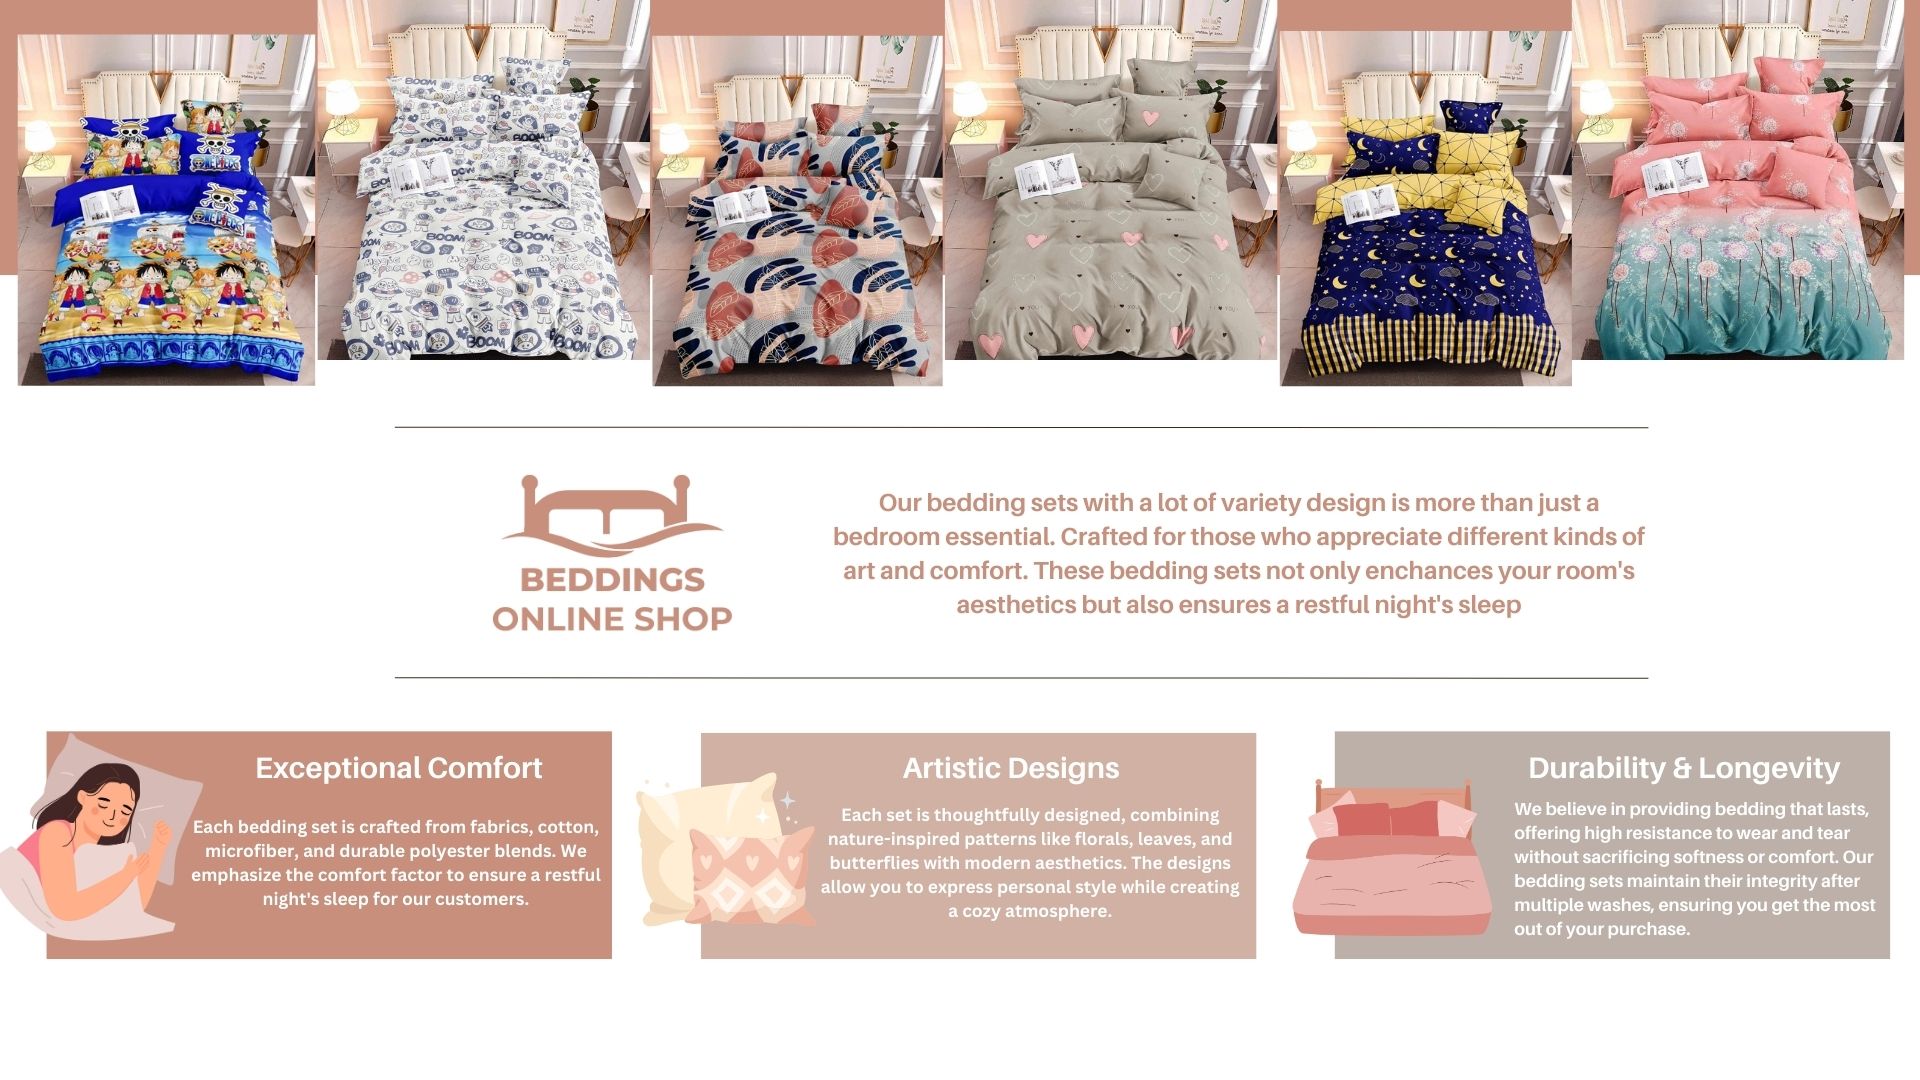 BOOM
BOOM
BOOM
BOOM
BOOM
BOOM
BOOM
Our bedding sets with a lot of variety design is more than just a
bedroom essential. Crafted for those who appreciate different kinds of
art and comfort. These bedding sets not only enchances your room's
aesthetics but also ensures a restful night's sleep
BEDDINGS
ONLINE SHOP
Exceptional Comfort
Each bedding set is crafted from fabrics, cotton,
microfiber, and durable polyester blends. We
emphasize the comfort factor to ensure a restful
night's sleep for our customers.
Artistic Designs
Each set is thoughtfully designed, combining
nature-inspired patterns like florals, leaves, and
butterflies with modern aesthetics. The designs
allow you to express personal style while creating
a cozy atmosphere.
Durability & Longevity
We believe in providing bedding that lasts,
offering high resistance to wear and tear
without sacrificing softness or comfort. Our
bedding sets maintain their integrity after
multiple washes, ensuring you get the most
out of your purchase.